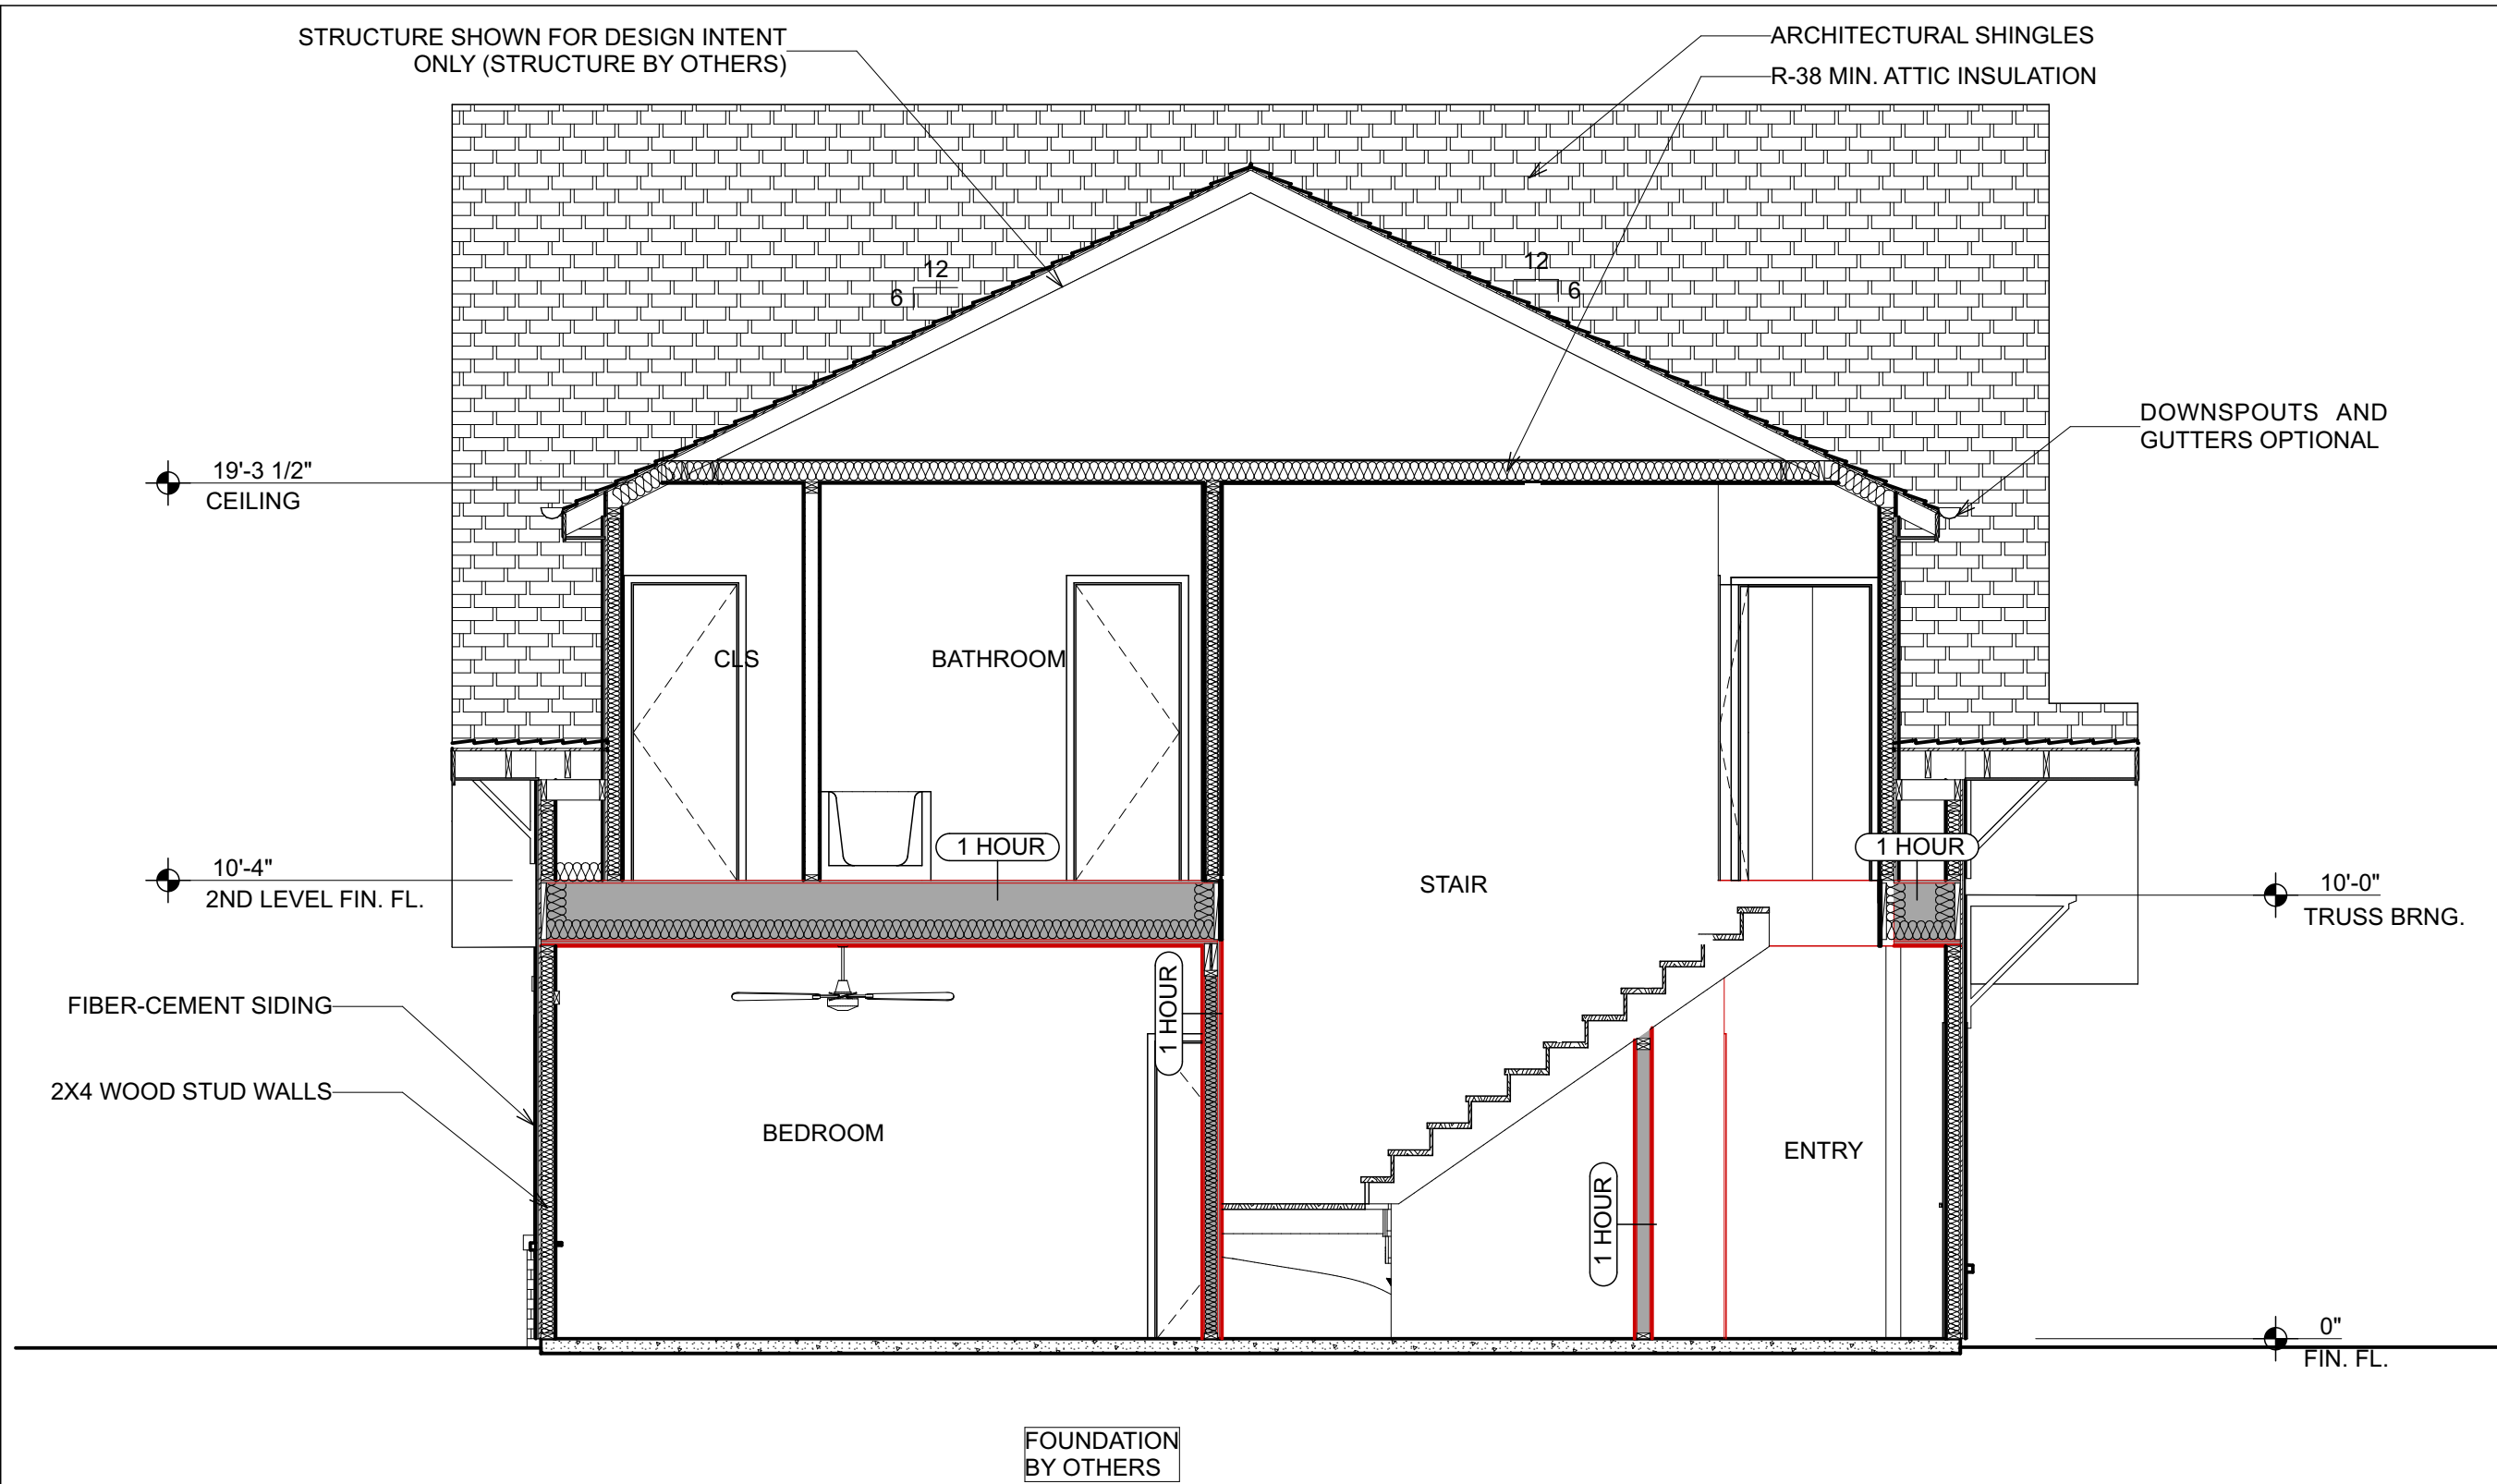 STRUCTURE SHOWN FOR DESIGN INTENT
ONLY (STRUCTURE BY OTHERS)
ARCHITECTURAL SHINGLES
R-38 MIN. ATTIC INSULATION
12
6
12
6
DOWNSPOUTS AND
GUTTERS OPTIONAL
19'-3 1/2"
CEILING
CLS
BATHROOM
1 HOUR
1 HOUR
10'-4"
2ND LEVEL FIN. FL.
STAIR
10'-0"
TRUSS BRNG.
FIBER-CEMENT SIDING
1 HOUR
2X4 WOOD STUD WALLS
BEDROOM
ENTRY
1 HOUR
0"
FIN. FL.
FOUNDATION
BY OTHERS